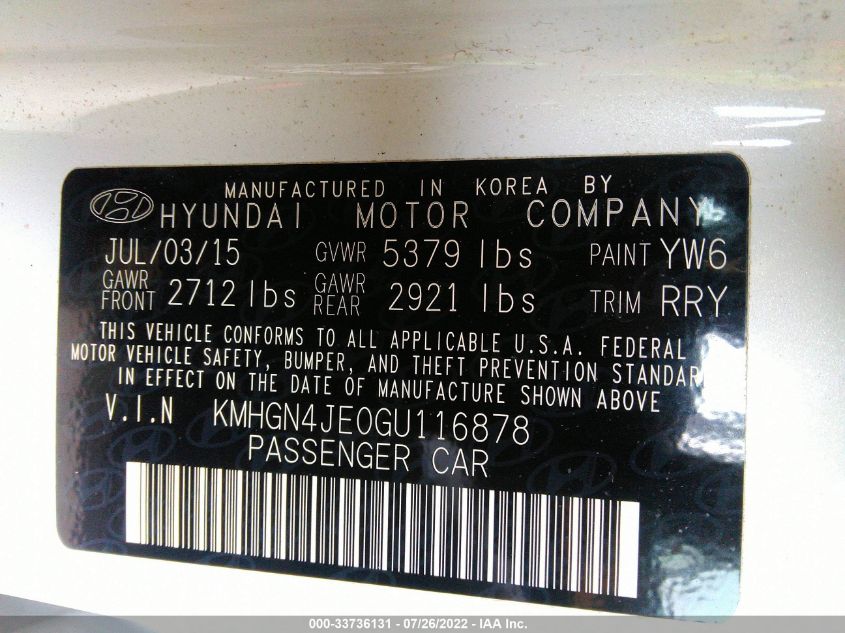 MANUFACTURED IN KOREA BY
HYUNDAI MOTOR COMPANY
JUL/03/15 GVWR 5379 lbs PAINT YW6
GAWR FRONT 2712 lbs GAWR REAR 2921 lbs TRIM RRY
THIS VEHICLE CONFORMS TO ALL APPLICABLE U.S.A. FEDERAL
MOTOR VEHICLE SAFETY, BUMPER, AND THEFT PREVENTION STANDAR
IN EFFECT ON THE DATE OF MANUFACTURE SHOWN ABOVE
V.I.N KMHGN4JE0GU116878
PASSENGER CAR
000-33736131 - 07/26/2022 - IAA Inc.